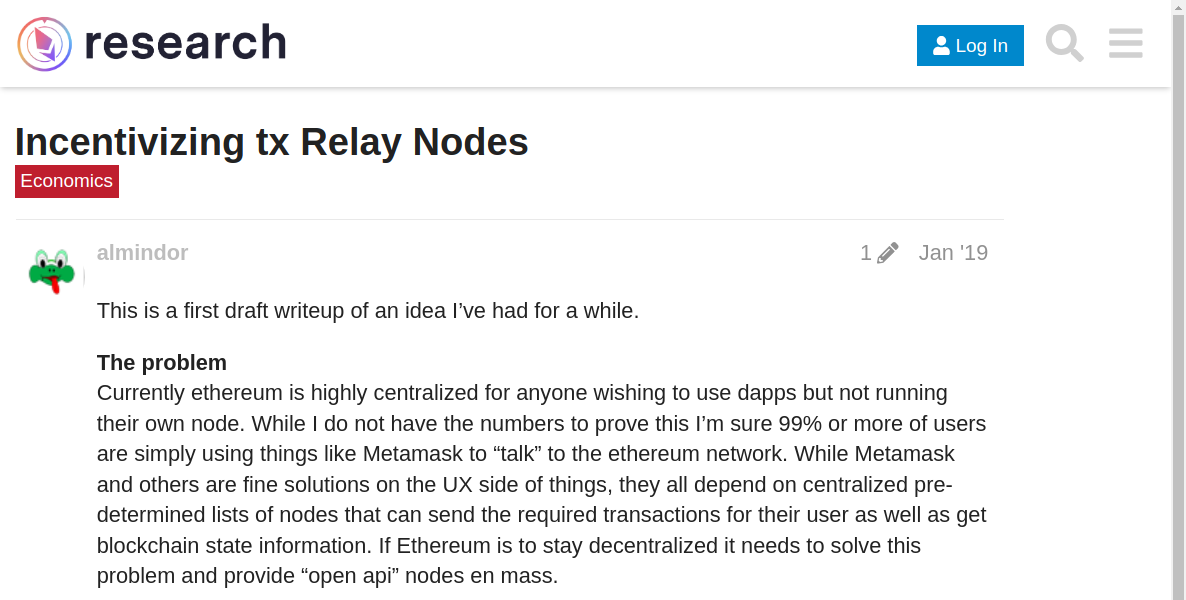 research
Log In
Incentivizing tx Relay Nodes
Economics
almindor
1
Jan '19
This is a first draft writeup of an idea I’ve had for a while.
The problem
Currently ethereum is highly centralized for anyone wishing to use dapps but not running
their own node. While I do not have the numbers to prove this I’m sure 99% or more of users
are simply using things like Metamask to “talk” to the ethereum network. While Metamask
and others are fine solutions on the UX side of things, they all depend on centralized pre-
determined lists of nodes that can send the required transactions for their user as well as get
blockchain state information. If Ethereum is to stay decentralized it needs to solve this
problem and provide “open api” nodes en mass.